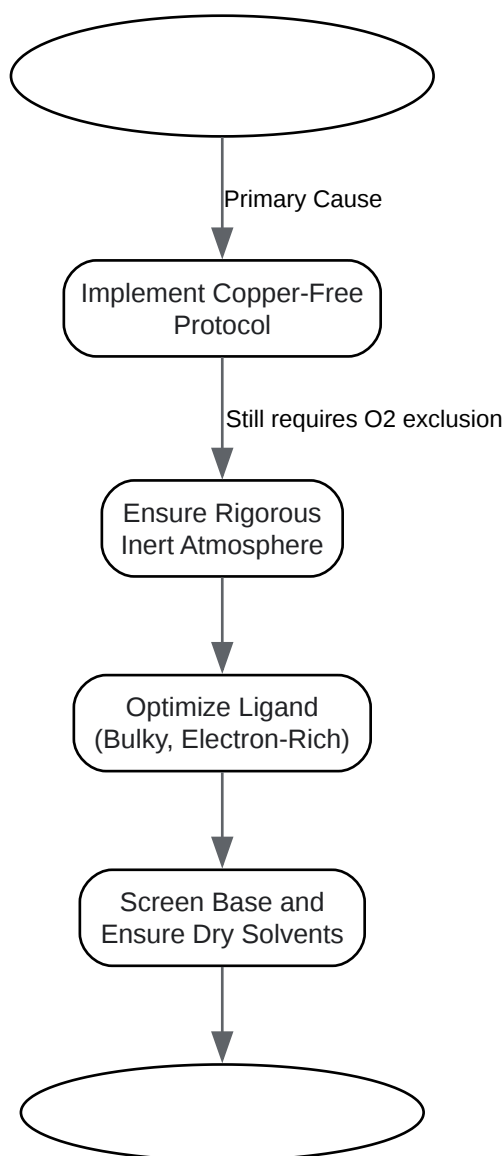 Primary Cause
Implement Copper-Free
Protocol
Still requires O2 exclusion
Ensure Rigorous
Inert Atmosphere
Optimize Ligand
(Bulky, Electron-Rich)
Screen Base and
Ensure Dry Solvents